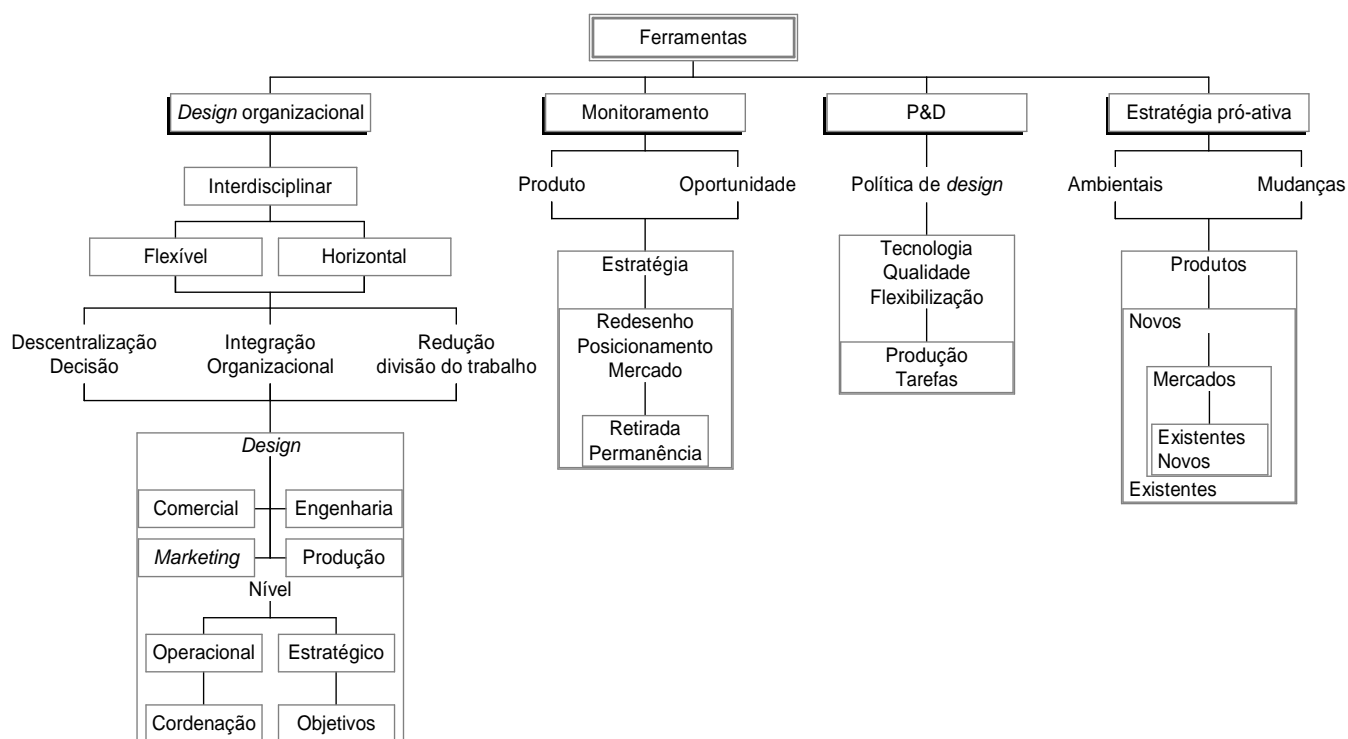 Ferramentas
Design organizacional
Monitoramento
P&D
Estratégia pró-ativa
Interdisciplinar
Produto
Oportunidade
Política de design
Ambientais
Mudanças
Flexível
Horizontal
Estratégia
Tecnologia
Qualidade
Flexibilização
Produtos
Descentralização
Decisão
Integração
Organizacional
Redução
divisão do trabalho
Redesenho
Posicionamento
Mercado
Produção
Tarefas
Novos
Mercados
Existentes
Novos
Existentes
Retirada
Permanência
Design
Comercial
Engenharia
Marketing
Produção
Nível
Operacional
Estratégico
Cordenação
Objetivos